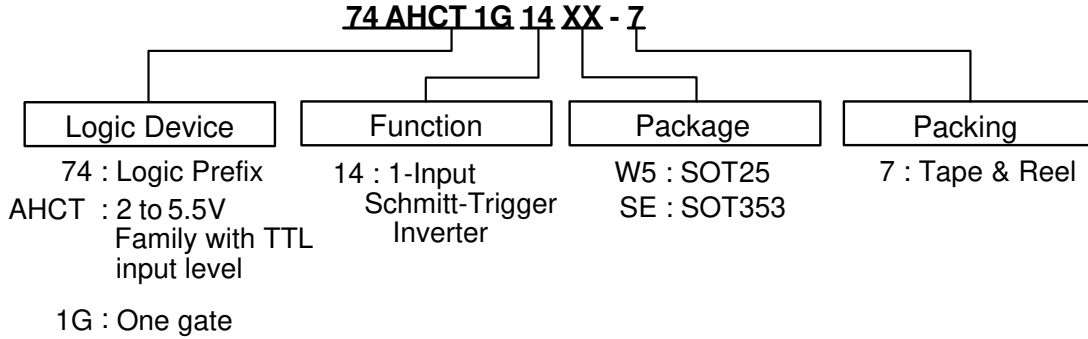 74 AHCT 1G 14 XX - 7
Logic Device
74 : Logic Prefix
AHCT : 2 to 5.5V
Family with TTL
input level
1G : One gate
Function
14 : 1-Input
Schmitt-Trigger
Inverter
Package
W5 : SOT25
SE : SOT353
Packing
7 : Tape & Reel